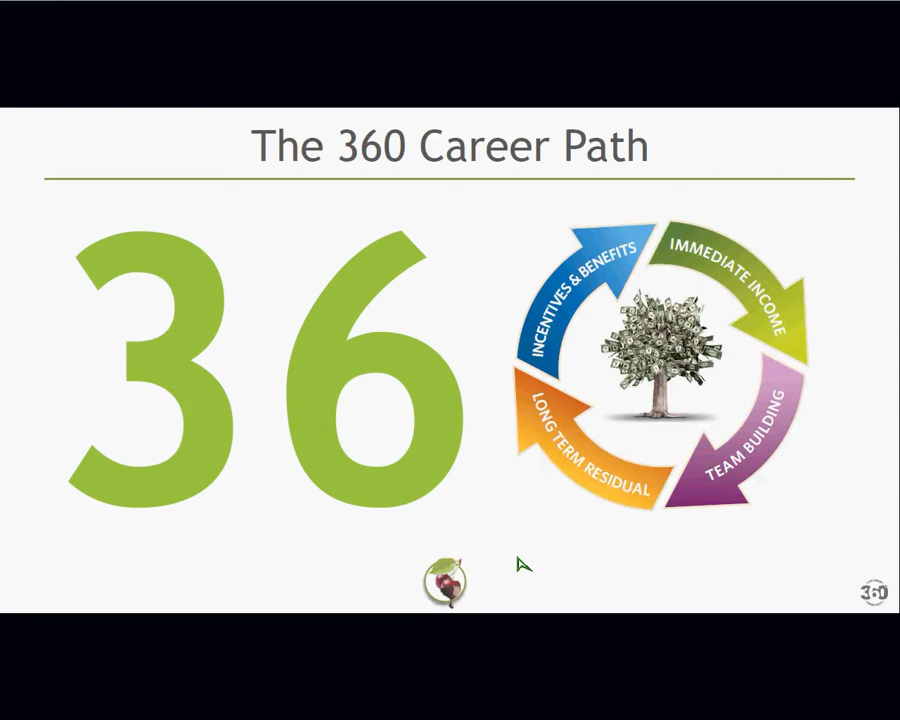 The 360 Career Path
36
INCENTIVES & BENEFITS
IMMEDIATE INCOME
TEAM BUILDING
LONG TERM RESIDUAL
360